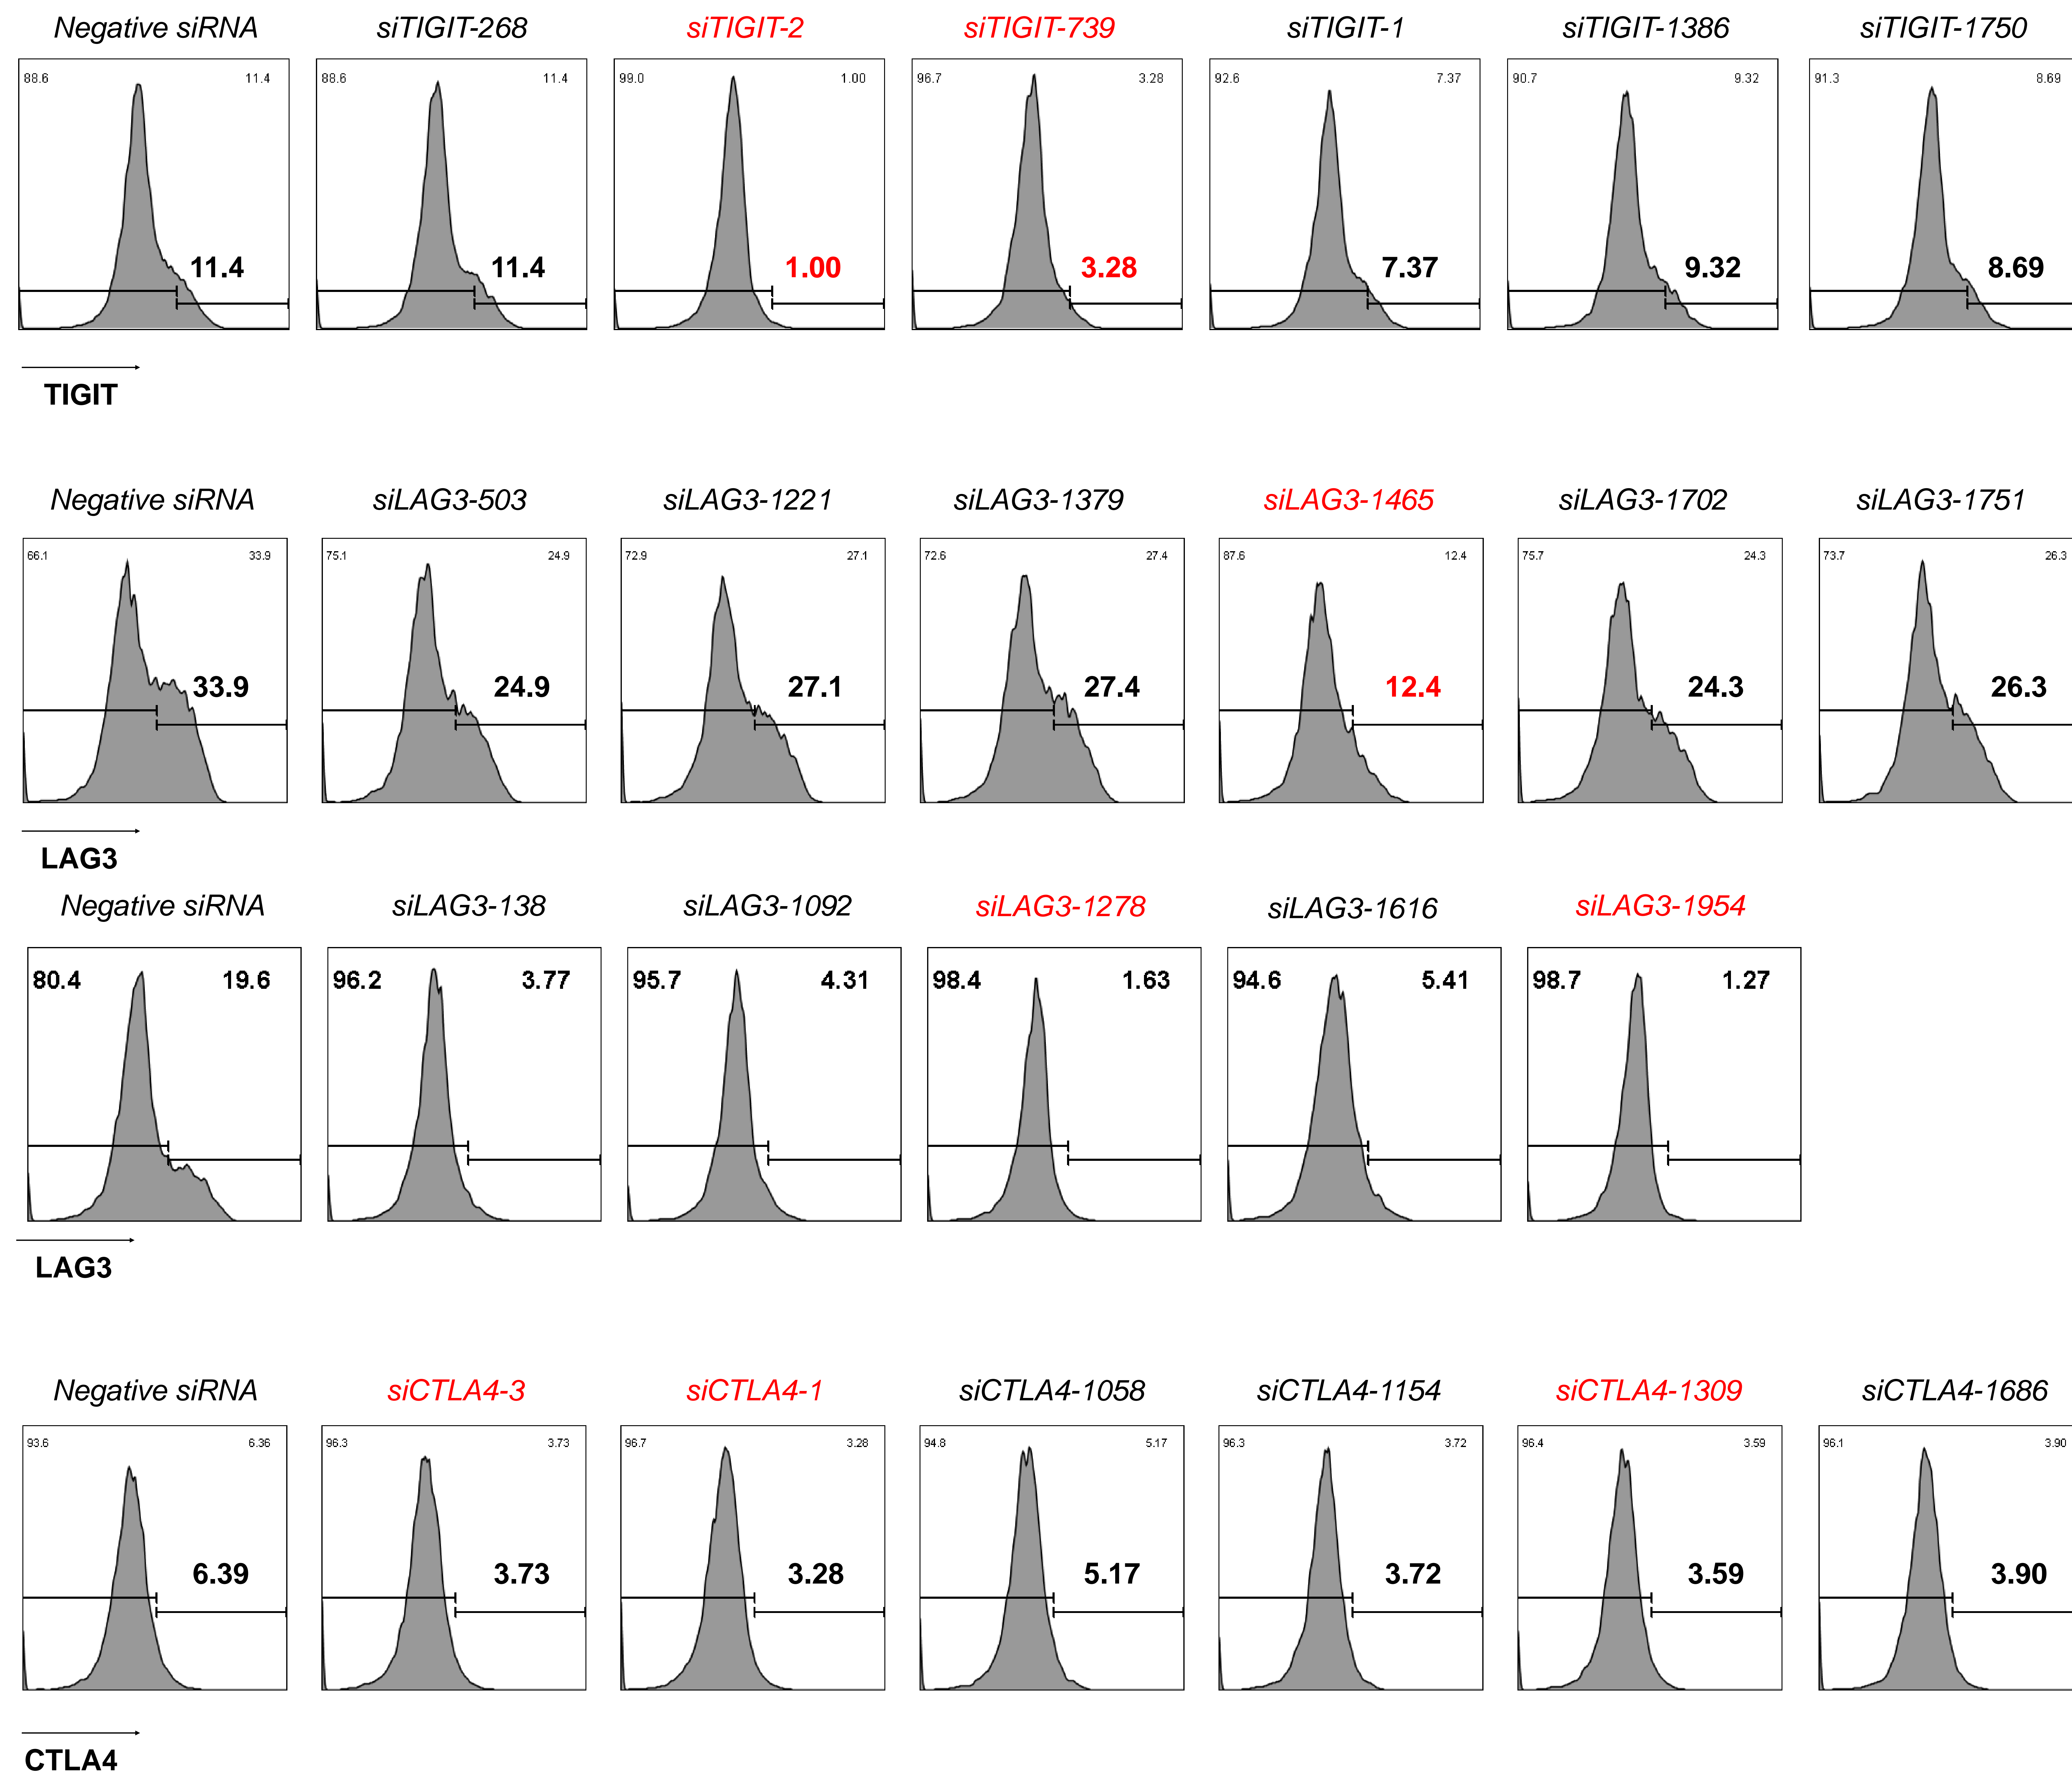 Negative siRNA siTIGIT-268 siTIGIT-2 siTIGIT-739 siTIGIT-1 siTIGIT-1386 siTIGIT-1750
88.6 11.4 88.6 11.4 99.0 1.00 96.7 3.28 92.6 7.37 90.7 9.32 91.3 8.69
11.4 11.4 1.00 3.28 7.37 9.32 8.69
TIGIT
Negative siRNA siLAG3-503 siLAG3-1221 siLAG3-1379 siLAG3-1465 siLAG3-1702 siLAG3-1751
66.1 33.9 75.1 24.9 72.9 27.1 72.6 27.4 87.6 12.4 75.7 24.3 73.7 26.3
33.9 24.9 27.1 27.4 12.4 24.3 26.3
LAG3
Negative siRNA siLAG3-138 siLAG3-1092 siLAG3-1278 siLAG3-1616 siLAG3-1954
80.4 19.6 96.2 3.77 95.7 4.31 98.4 1.63 94.6 5.41 98.7 1.27
LAG3
Negative siRNA siCTLA4-3 siCTLA4-1 siCTLA4-1058 siCTLA4-1154 siCTLA4-1309 siCTLA4-1686
93.6 6.36 96.3 3.73 96.7 3.28 94.8 5.17 96.3 3.72 96.4 3.59 96.1 3.90
6.39 3.73 3.28 5.17 3.72 3.59 3.90
CTLA4